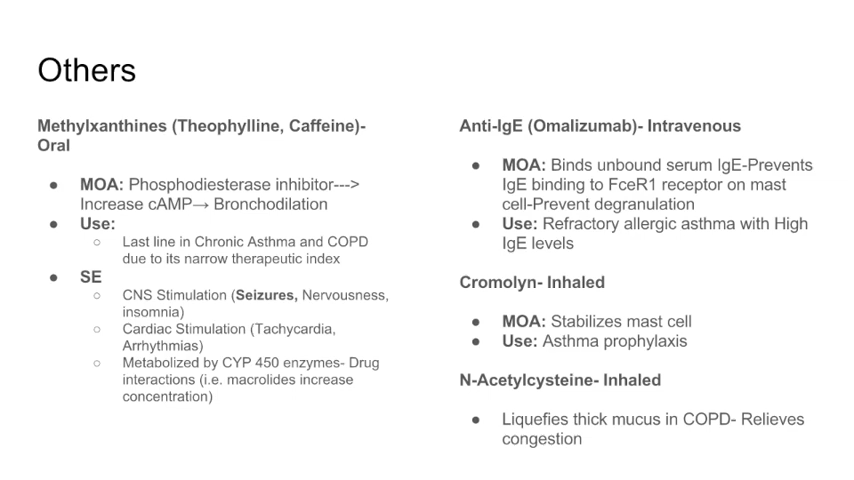 Others
Methylxanthines (Theophylline, Caffeine)-
Oral
● MOA: Phosphodiesterase inhibitor--->
Increase cAMP→ Bronchodilation
● Use:
○ Last line in Chronic Asthma and COPD
due to its narrow therapeutic index
● SE
○ CNS Stimulation (Seizures, Nervousness,
insomnia)
○ Cardiac Stimulation (Tachycardia,
Arrhythmias)
○ Metabolized by CYP 450 enzymes- Drug
interactions (i.e. macrolides increase
concentration)
Anti-IgE (Omalizumab)- Intravenous
● MOA: Binds unbound serum IgE-Prevents
IgE binding to FceR1 receptor on mast
cell-Prevent degranulation
● Use: Refractory allergic asthma with High
IgE levels
Cromolyn- Inhaled
● MOA: Stabilizes mast cell
● Use: Asthma prophylaxis
N-Acetylcysteine- Inhaled
● Liquefies thick mucus in COPD- Relieves
congestion